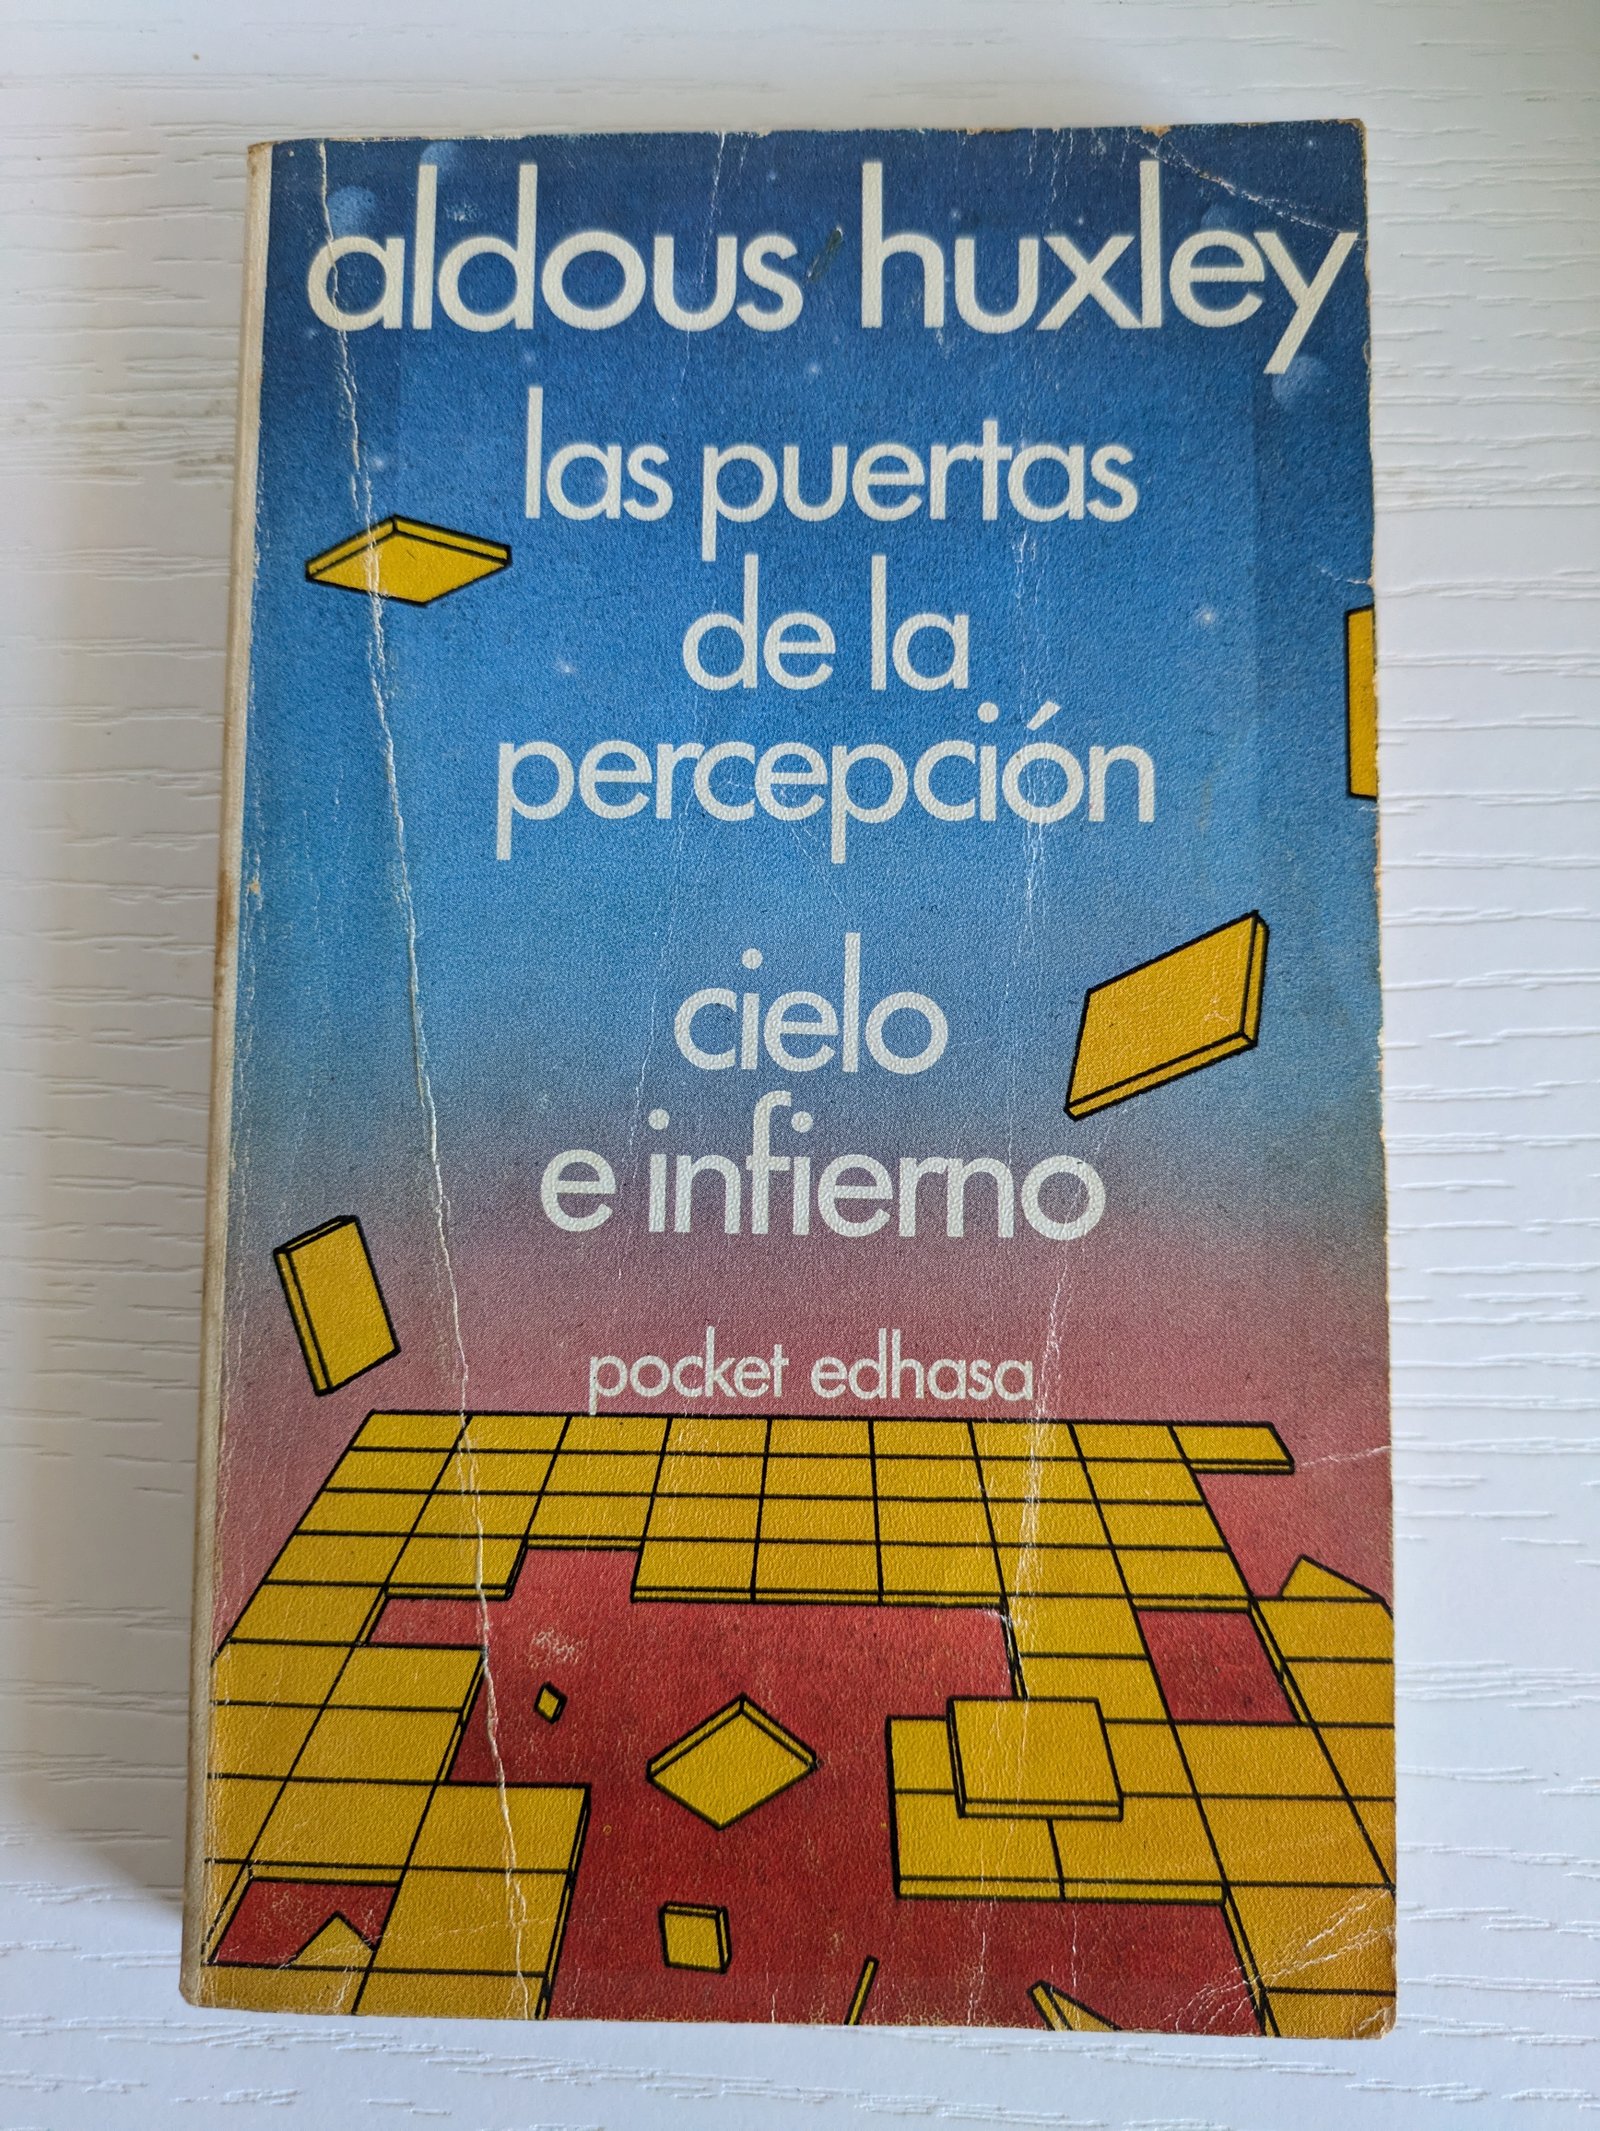 aldous huxley
las puertas
de la
percepción
cielo
e infierno
pocket edhasa